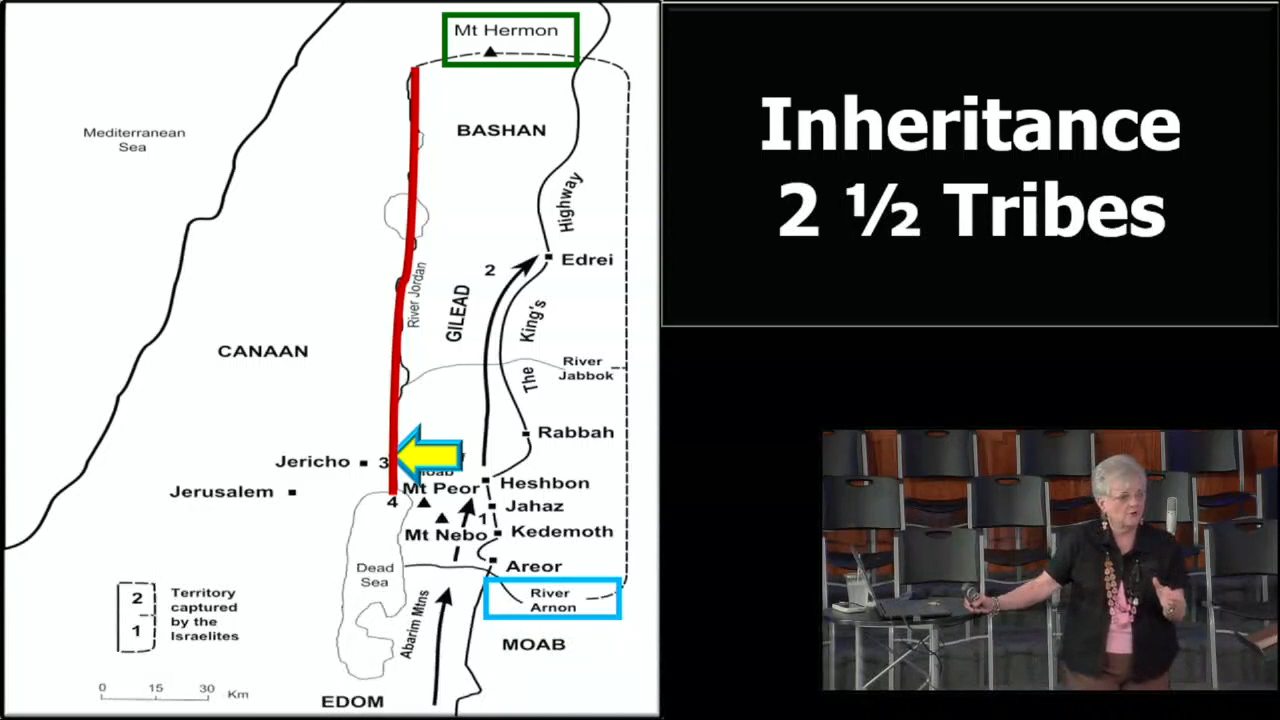 Mt Hermon
Mediterranean
Sea
BASHAN
Highway
Edrei
2
River Jordan
GILEAD
King's
CANAAN
River
Jabbok
The
Rabbah
Jericho
3
Heshbon
Jerusalem
4
Mt Peor
Jahaz
1
Mt Nebo
Kedemoth
Areor
Dead
Sea
River
Arnon
Abarim Mtns
MOAB
2
1
Territory
captured
by the
Israelites
0 15 30 Km
EDOM
Inheritance
2 ½ Tribes